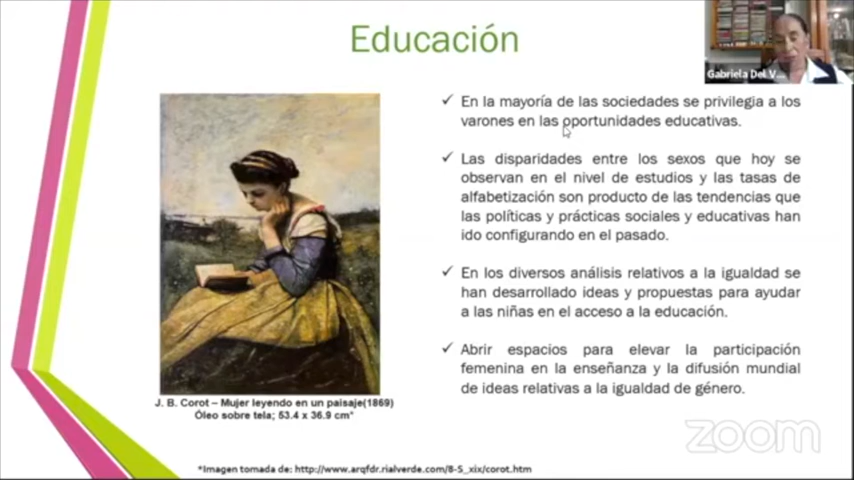 Educación
Gabriela Del V...
✓ En la mayoría de las sociedades se privilegia a los
varones en las oportunidades educativas.
✓ Las disparidades entre los sexos que hoy se
observan en el nivel de estudios y las tasas de
alfabetización son producto de las tendencias que
las políticas y prácticas sociales y educativas han
ido configurando en el pasado.
✓ En los diversos análisis relativos a la igualdad se
han desarrollado ideas y propuestas para ayudar
a las niñas en el acceso a la educación.
✓ Abrir espacios para elevar la participación
femenina en la enseñanza y la difusión mundial
de ideas relativas a la igualdad de género.
J. B. Corot – Mujer leyendo en un paisaje(1869)
Óleo sobre tela; 53.4 x 36.9 cm*
zoom
*Imagen tomada de: http://www.arqfdr.rialverde.com/8-S_xix/corot.htm